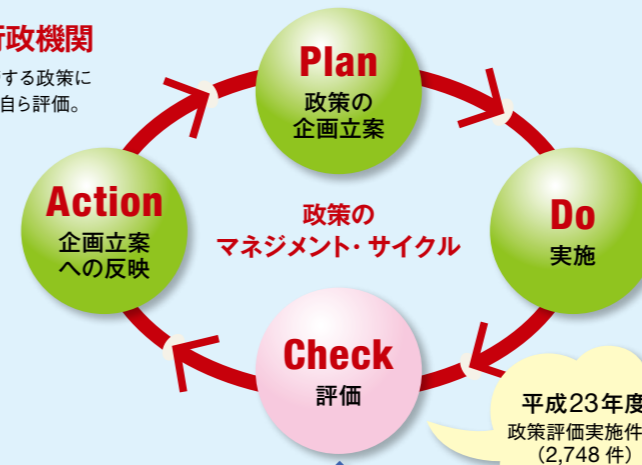 行政機関
する政策に
自ら評価。
Plan
政策の
企画立案
Action
企画立案
への反映
政策の
マネジメント・サイクル
Do
実施
Check
評価
平成23年度
政策評価実施件
(2,748 件)